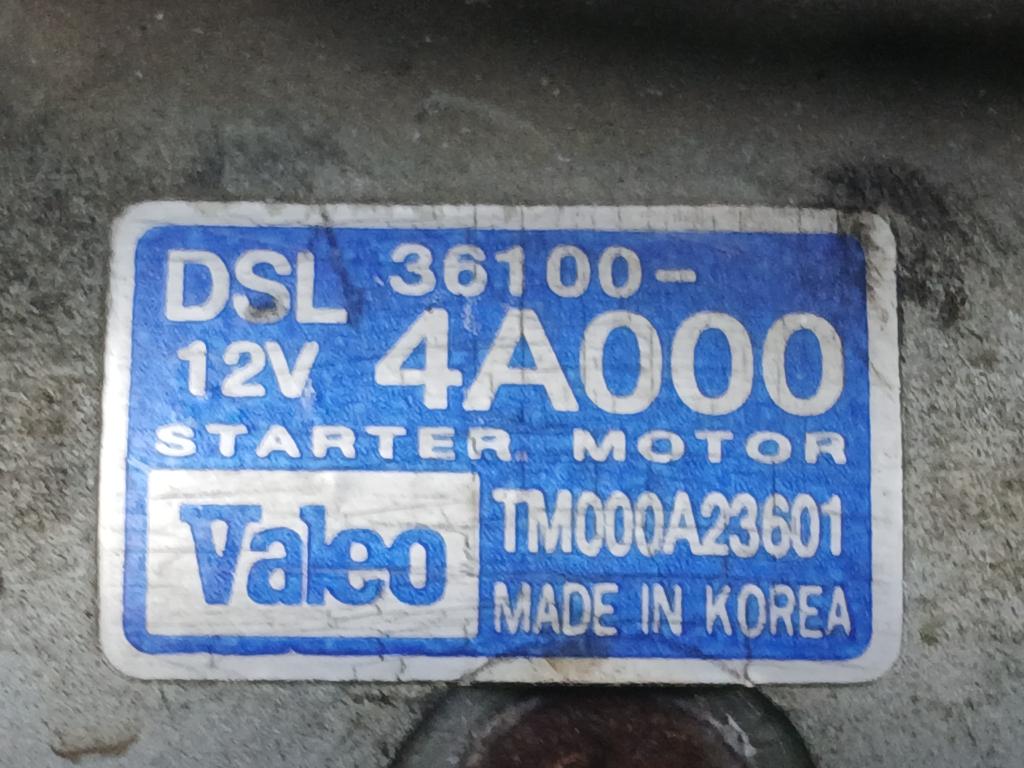 DSL 36100-
12V 4A000
STARTER MOTOR
Valeo TM000A23601
MADE IN KOREA